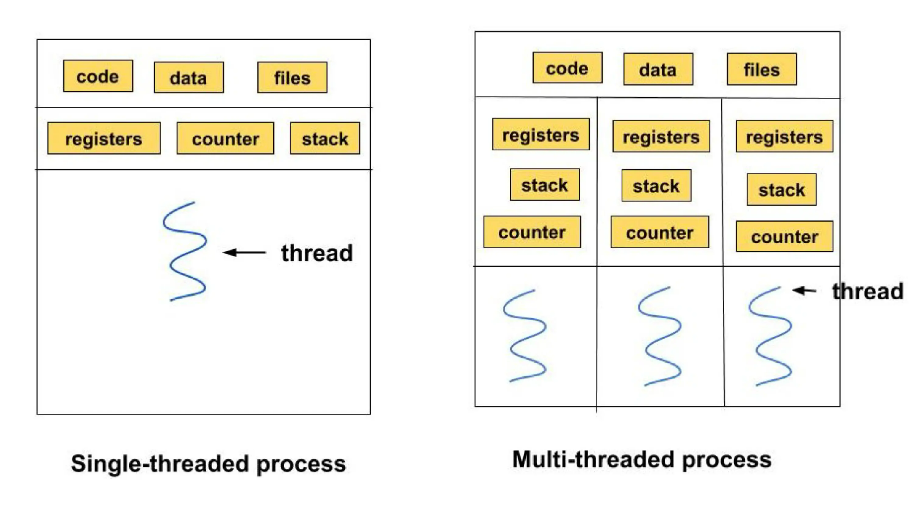 code data files
registers counter stack
thread
Single-threaded process
code data files
registers registers registers
stack stack stack
counter counter counter
thread
Multi-threaded process